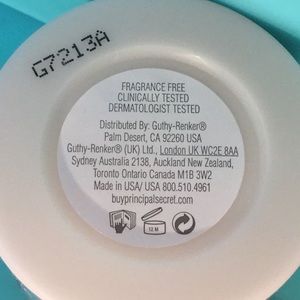 G7213A
FRAGRANCE FREE
CLINICALLY TESTED
DERMATOLOGIST TESTED
Distributed By: Guthy-Renker®
Palm Desert, CA 92260 USA
Guthy-Renker® (UK) Ltd., London UK WC2E 8AA
Sydney Australia 2138, Auckland New Zealand,
Toronto Ontario Canada M1B 3W2
Made in USA/ USA 800.510.4961
buyprincipalsecret.com
12 M